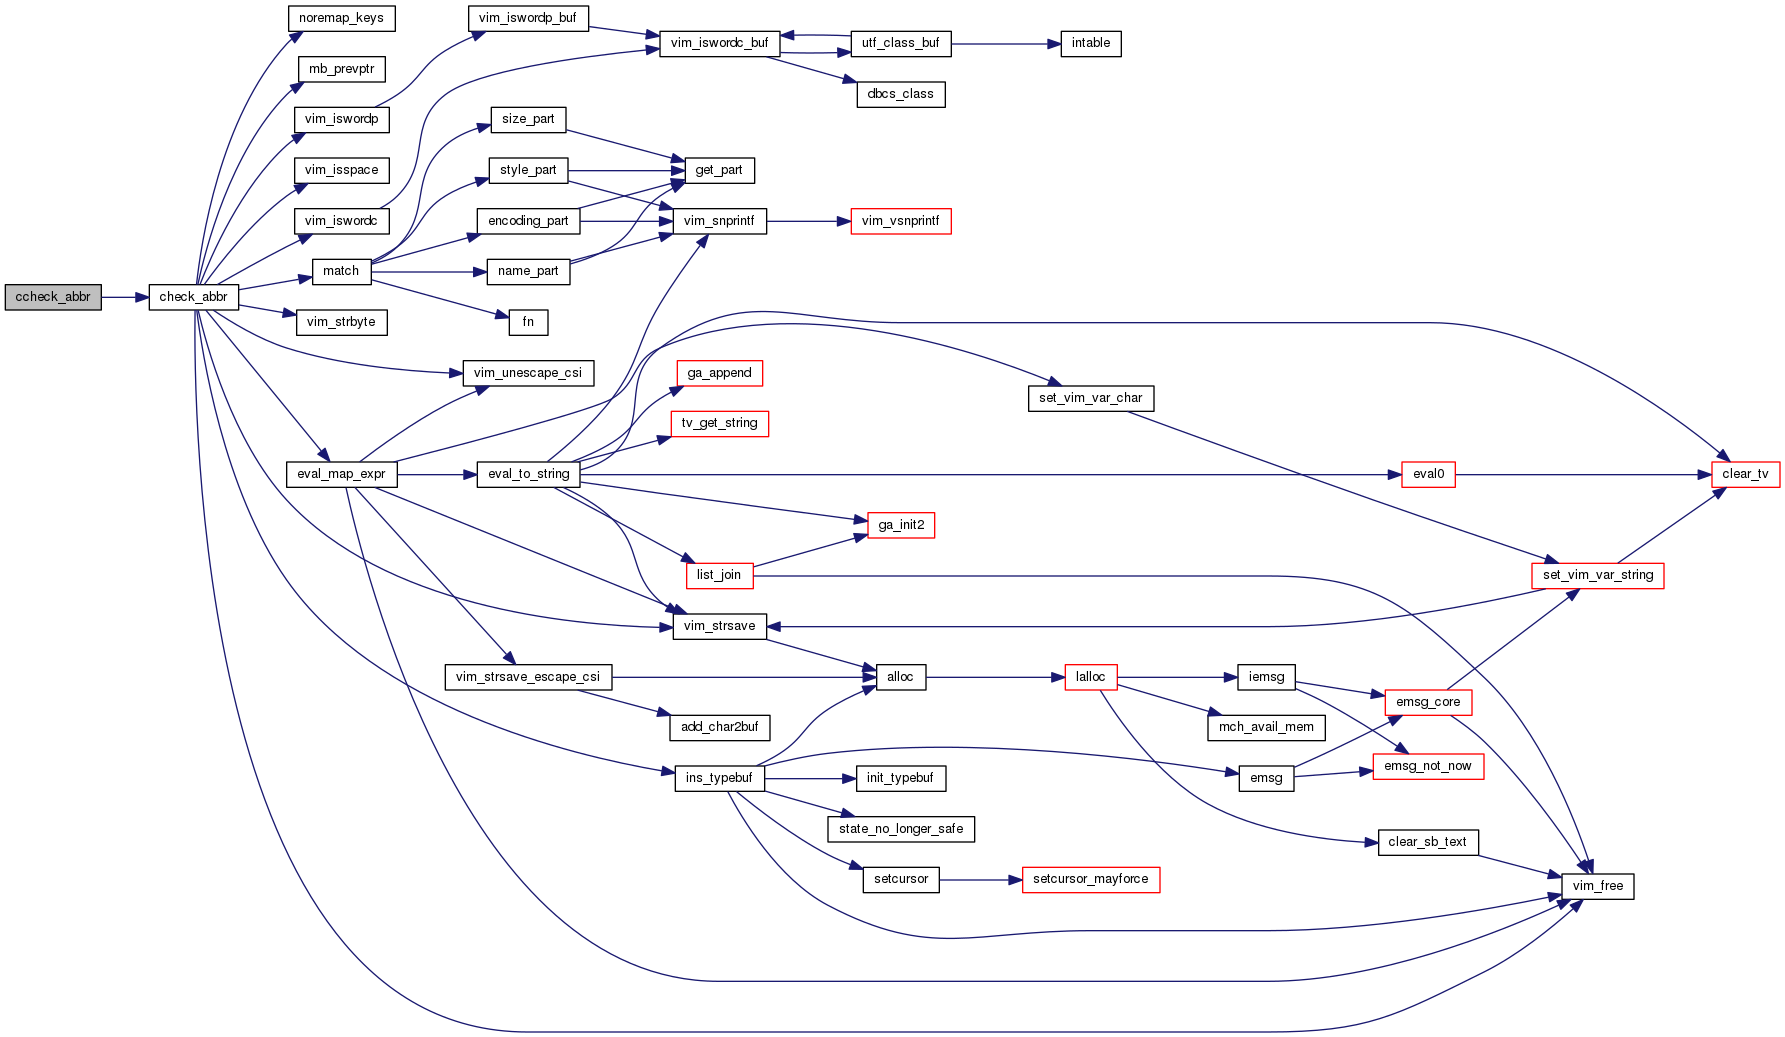 noremap_keys
vim_iswordp_buf
vim_iswordc_buf
utf_class_buf
intable
mb_prevptr
dbcs_class
vim_iswordp
size_part
vim_isspace
style_part
get_part
vim_iswordc
encoding_part
vim_snprintf
vim_vsnprintf
match
name_part
ccheck_abbr
check_abbr
vim_strbyte
fn
vim_unescape_csi
ga_append
set_vim_var_char
tv_get_string
eval_map_expr
eval_to_string
eval0
clear_tv
ga_init2
list_join
set_vim_var_string
vim_strsave
vim_strsave_escape_csi
alloc
lalloc
iemsg
emsg_core
add_char2buf
mch_avail_mem
ins_typebuf
init_typebuf
emsg
emsg_not_now
state_no_longer_safe
clear_sb_text
setcursor
setcursor_mayforce
vim_free